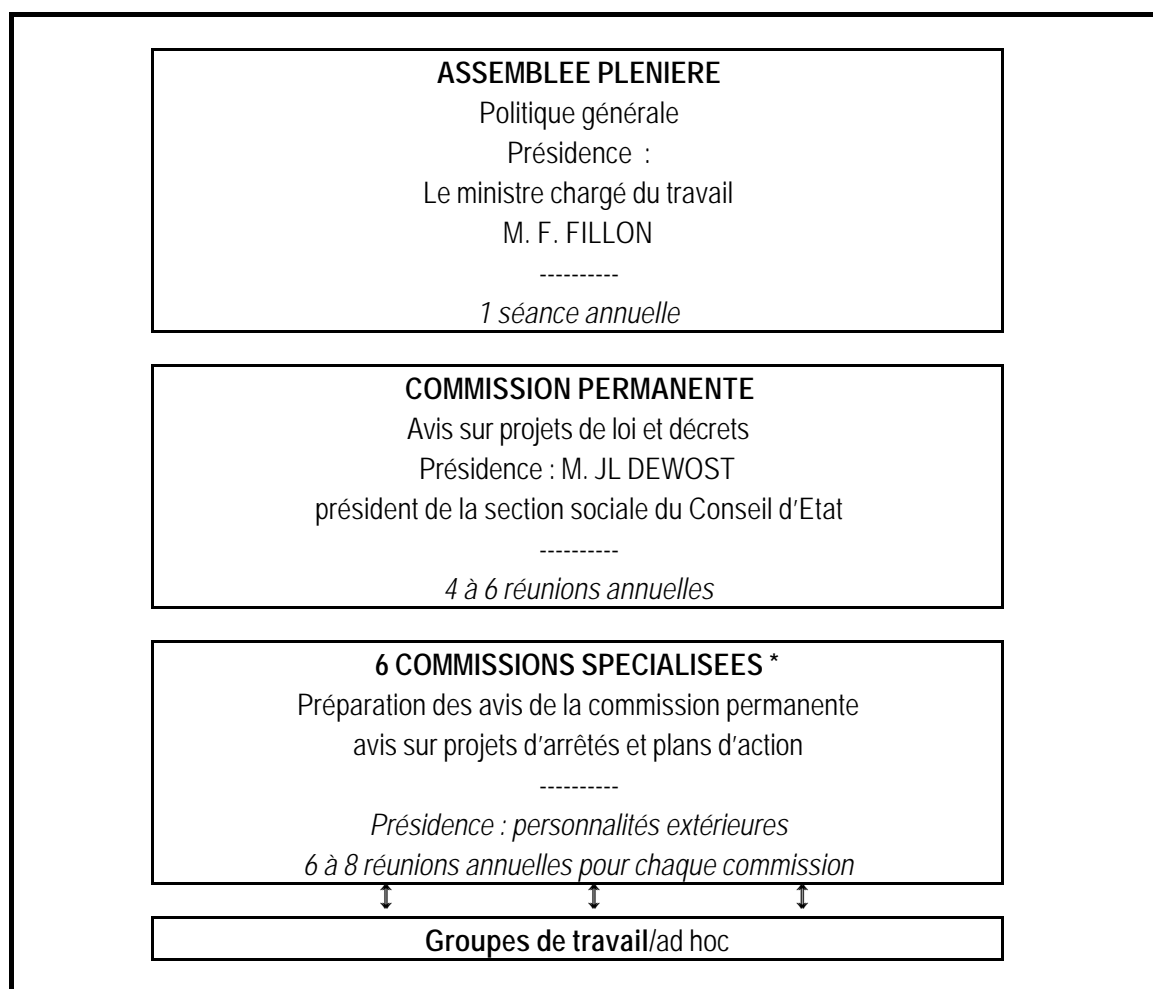 ASSEMBLEE PLENIERE
Politique générale
Présidence :
Le ministre chargé du travail
M. F. FILLON
----------
1 séance annuelle
COMMISSION PERMANENTE
Avis sur projets de loi et décrets
Présidence : M. JL DEWOST
président de la section sociale du Conseil d'Etat
----------
4 à 6 réunions annuelles
6 COMMISSIONS SPECIALISEES *
Préparation des avis de la commission permanente
avis sur projets d'arrêtés et plans d'action
----------
Présidence : personnalités extérieures
6 à 8 réunions annuelles pour chaque commission
Groupes de travail/ad hoc